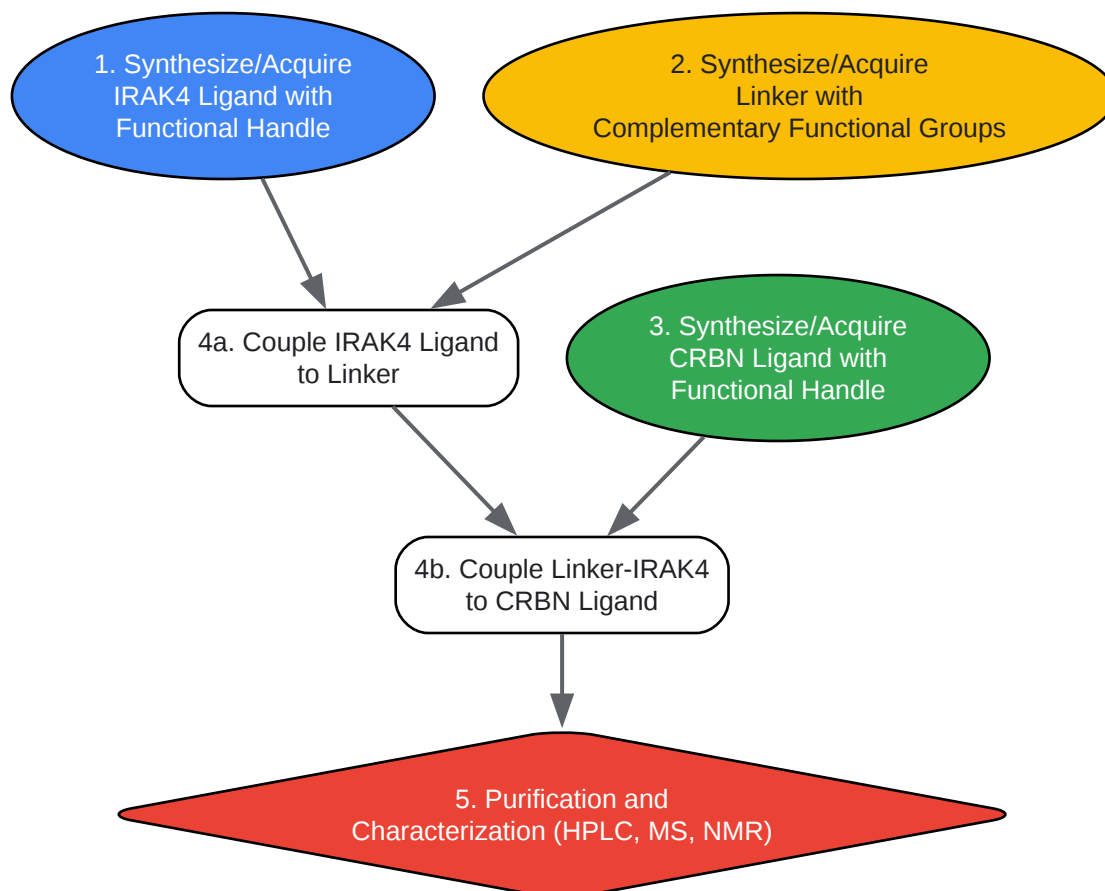 1. Synthesize/Acquire
IRAK4 Ligand with
Functional Handle
2. Synthesize/Acquire
Linker with
Complementary Functional Groups
3. Synthesize/Acquire
CRBN Ligand with
Functional Handle
4a. Couple IRAK4 Ligand
to Linker
4b. Couple Linker-IRAK4
to CRBN Ligand
5. Purification and
Characterization (HPLC, MS, NMR)